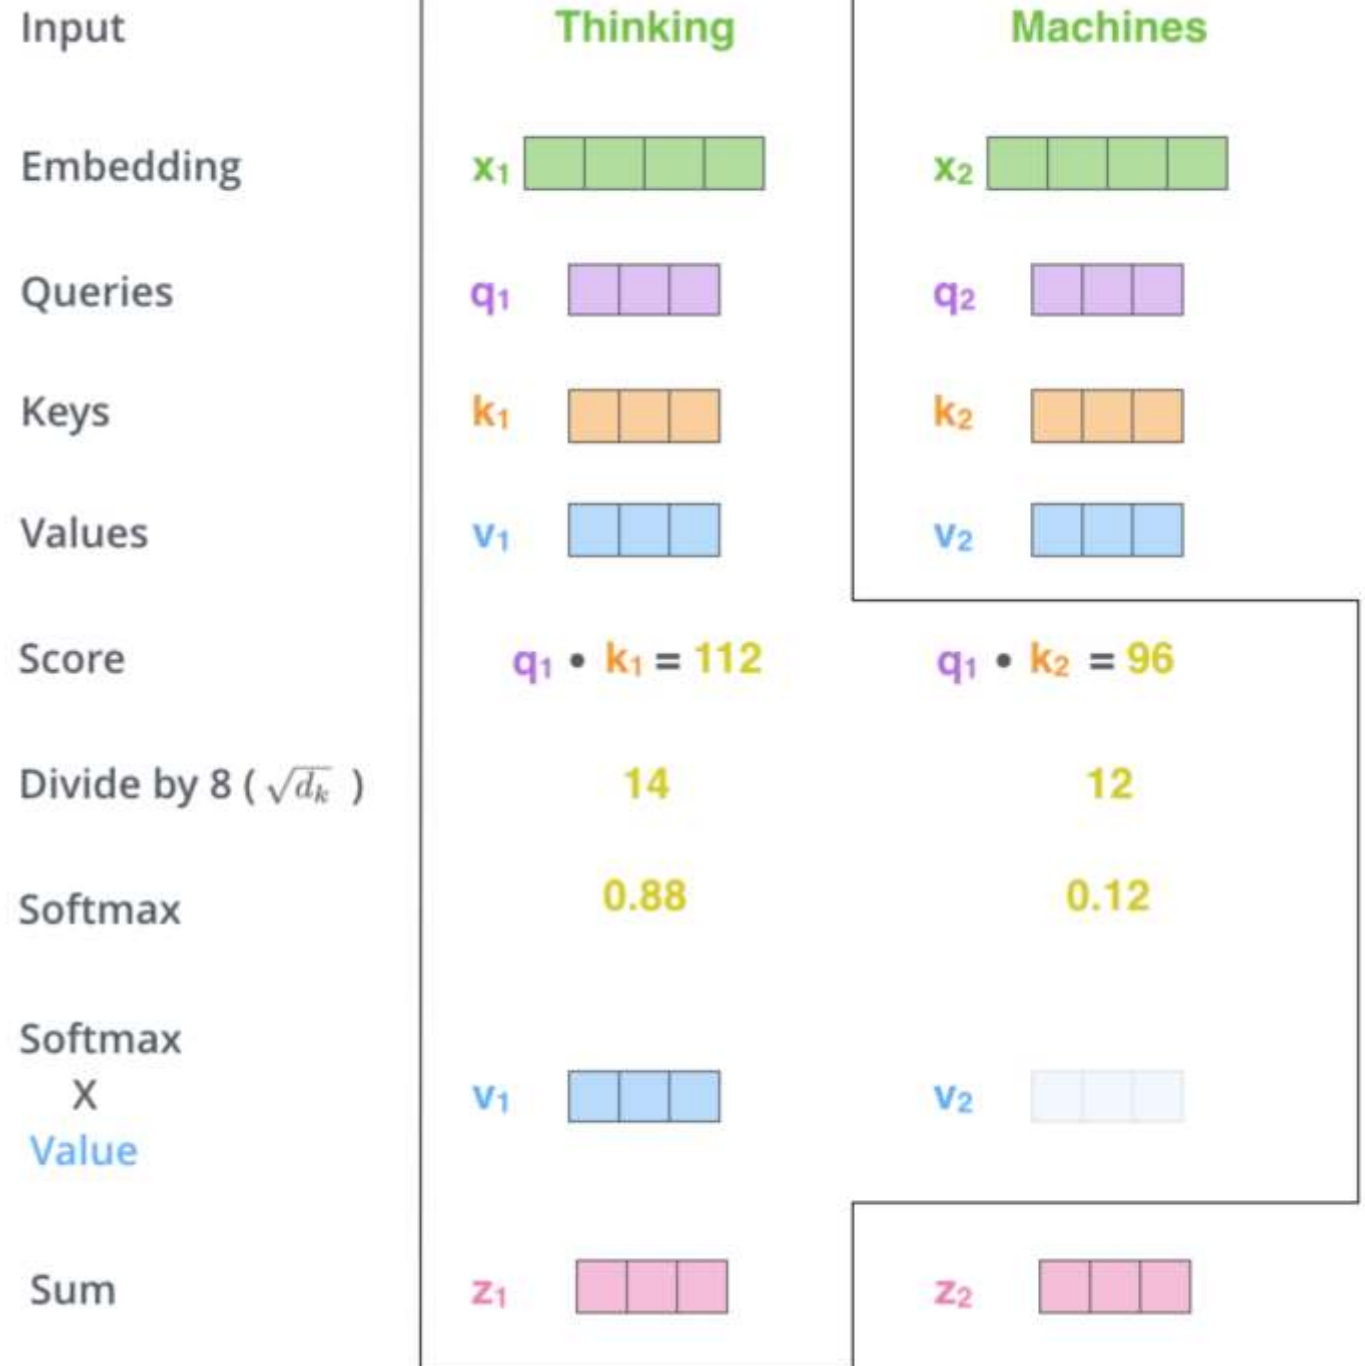 Input Thinking Machines
Embedding x₁ x₂
Queries q₁ q₂
Keys k₁ k₂
Values v₁ v₂
Score q₁ • k₁ = 112 q₁ • k₂ = 96
Divide by 8 ( √dₖ ) 14 12
Softmax 0.88 0.12
Softmax
X v₁ v₂
Value
Sum z₁ z₂